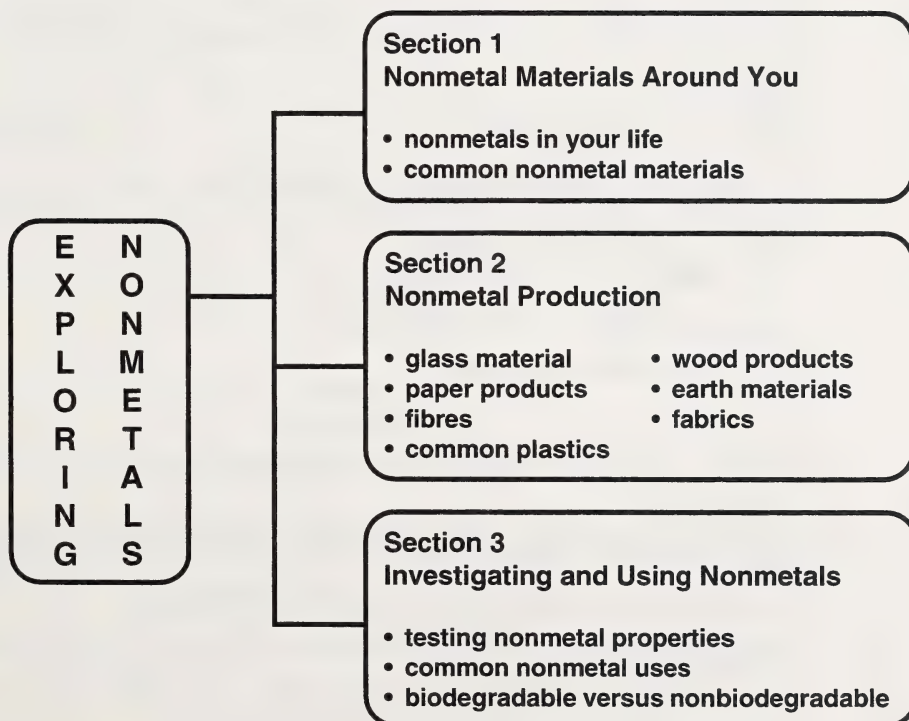 EXPLORING
NONMETALS
Section 1
Nonmetal Materials Around You
• nonmetals in your life
• common nonmetal materials
Section 2
Nonmetal Production
• glass material
• paper products
• fibres
• common plastics
• wood products
• earth materials
• fabrics
Section 3
Investigating and Using Nonmetals
• testing nonmetal properties
• common nonmetal uses
• biodegradable versus nonbiodegradable